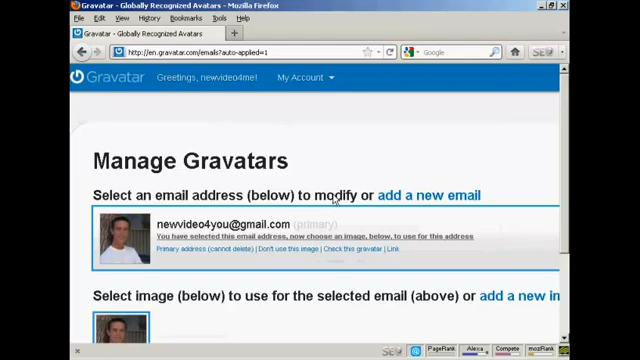 Gravatar - Globally Recognized Avatars - Mozilla Firefox
File Edit View History Bookmarks Tools Help
Gravatar - Globally Recognized Avatars
http://en.gravatar.com/emails?auto-applied=1
Google
Gravatar Greetings, newvideo4me! My Account
Manage Gravatars
Select an email address (below) to modify or add a new email
newvideo4you@gmail.com (primary)
You have selected this email address, now choose an image, below, to use for this address
Primary address (cannot delete) | Don't use this image | Check this gravatar | Link
Select image (below) to use for the selected email (above) or add a new im
PageRank Alexa Compete mozRank